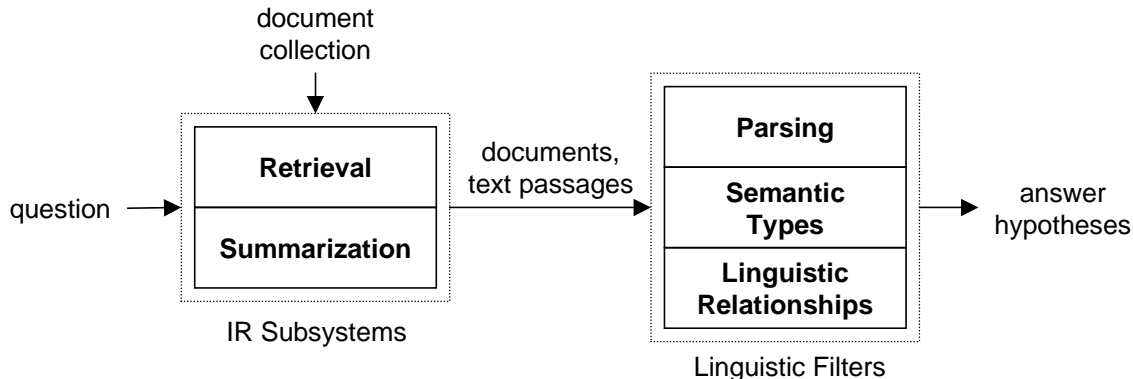 document
collection
question
Retrieval
Summarization
IR Subsystems
documents,
text passages
Parsing
Semantic
Types
Linguistic
Relationships
Linguistic Filters
answer
hypotheses